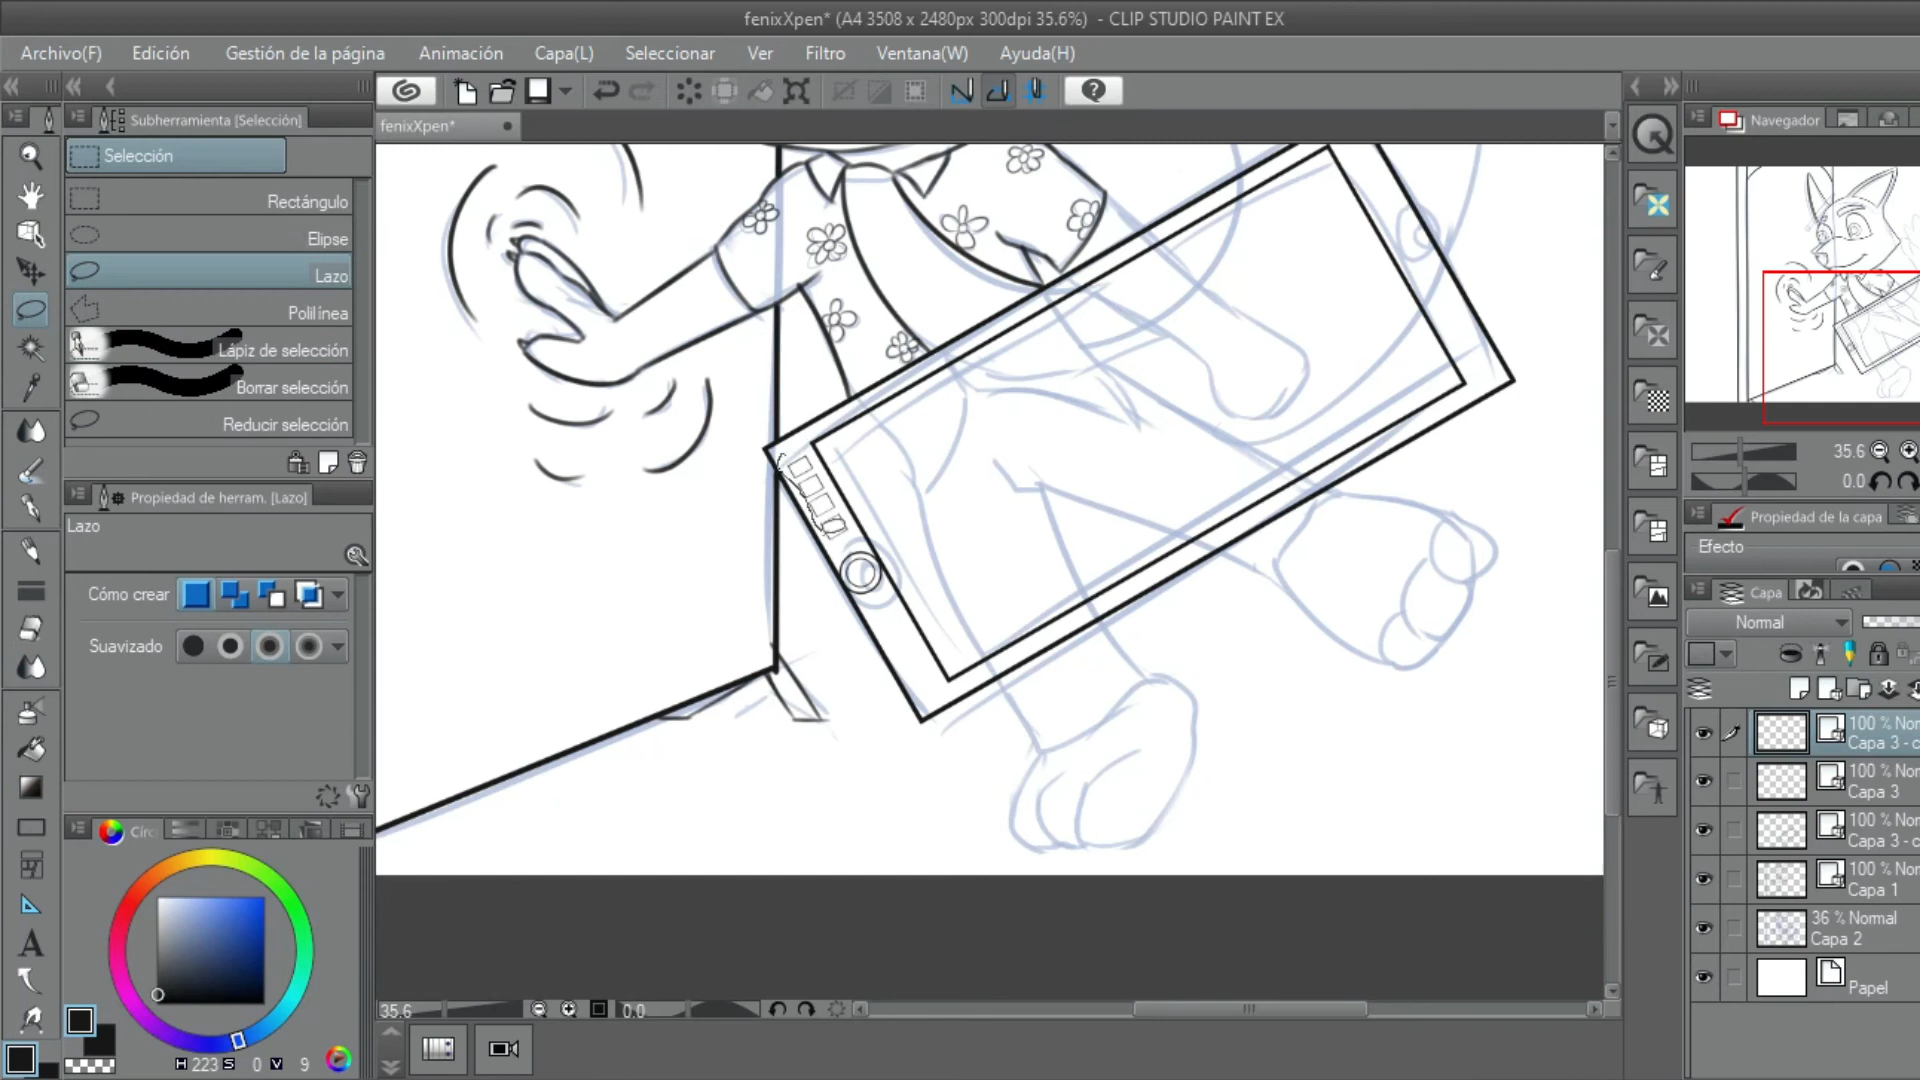 fenixXpen* (A4 3508 x 2480px 300dpi 35.6%) - CLIP STUDIO PAINT EX
Archivo(F) Edición Gestión de la página Animación Capa(L) Seleccionar Ver Filtro Ventana(W) Ayuda(H)
Subherramienta [Selección]
fenixXpen*
Navegador
Selección
Rectángulo
Elipse
Lazo
Polilínea
Lápiz de selección
Borrar selección
Reducir selección
35.6
0.0
Propiedad de herram. [Lazo]
Propiedad de la capa
Lazo
Efecto
Cómo crear
Suavizado
Capa
Normal
100 % Nor
Capa 3 - c
100 % Nor
Capa 3
100 % Nor
Capa 3 - c
100 % Nor
Capa 1
36 % Normal
Capa 2
Papel
Círc
35.6 0.0
H 223 S 0 V 9